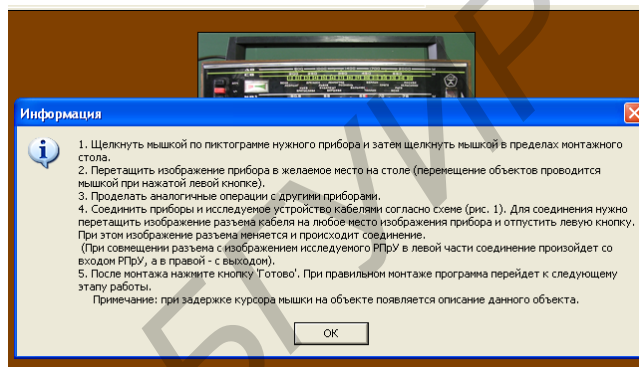 Информация
1. Щелкнуть мышкой по пиктограмме нужного прибора и затем щелкнуть мышкой в пределах монтажного
стола.
2. Перетащить изображение прибора в желаемое место на столе (перемещение объектов проводится
мышкой при нажатой левой кнопке).
3. Проделать аналогичные операции с другими приборами.
4. Соединить приборы и исследуемое устройство кабелями согласно схеме (рис. 1). Для соединения нужно
перетащить изображение разъема кабеля на любое место изображения прибора и отпустить левую кнопку.
При этом изображение разъема меняется и происходит соединение.
(При совмещении разъема с изображением исследуемого РПрУ в левой части соединение произойдет со
входом РПрУ, а в правой - с выходом).
5. После монтажа нажмите кнопку 'Готово'. При правильном монтаже программа перейдет к следующему
этапу работы.
Примечание: при задержке курсора мышки на объекте появляется описание данного объекта.
OK
БГУИР